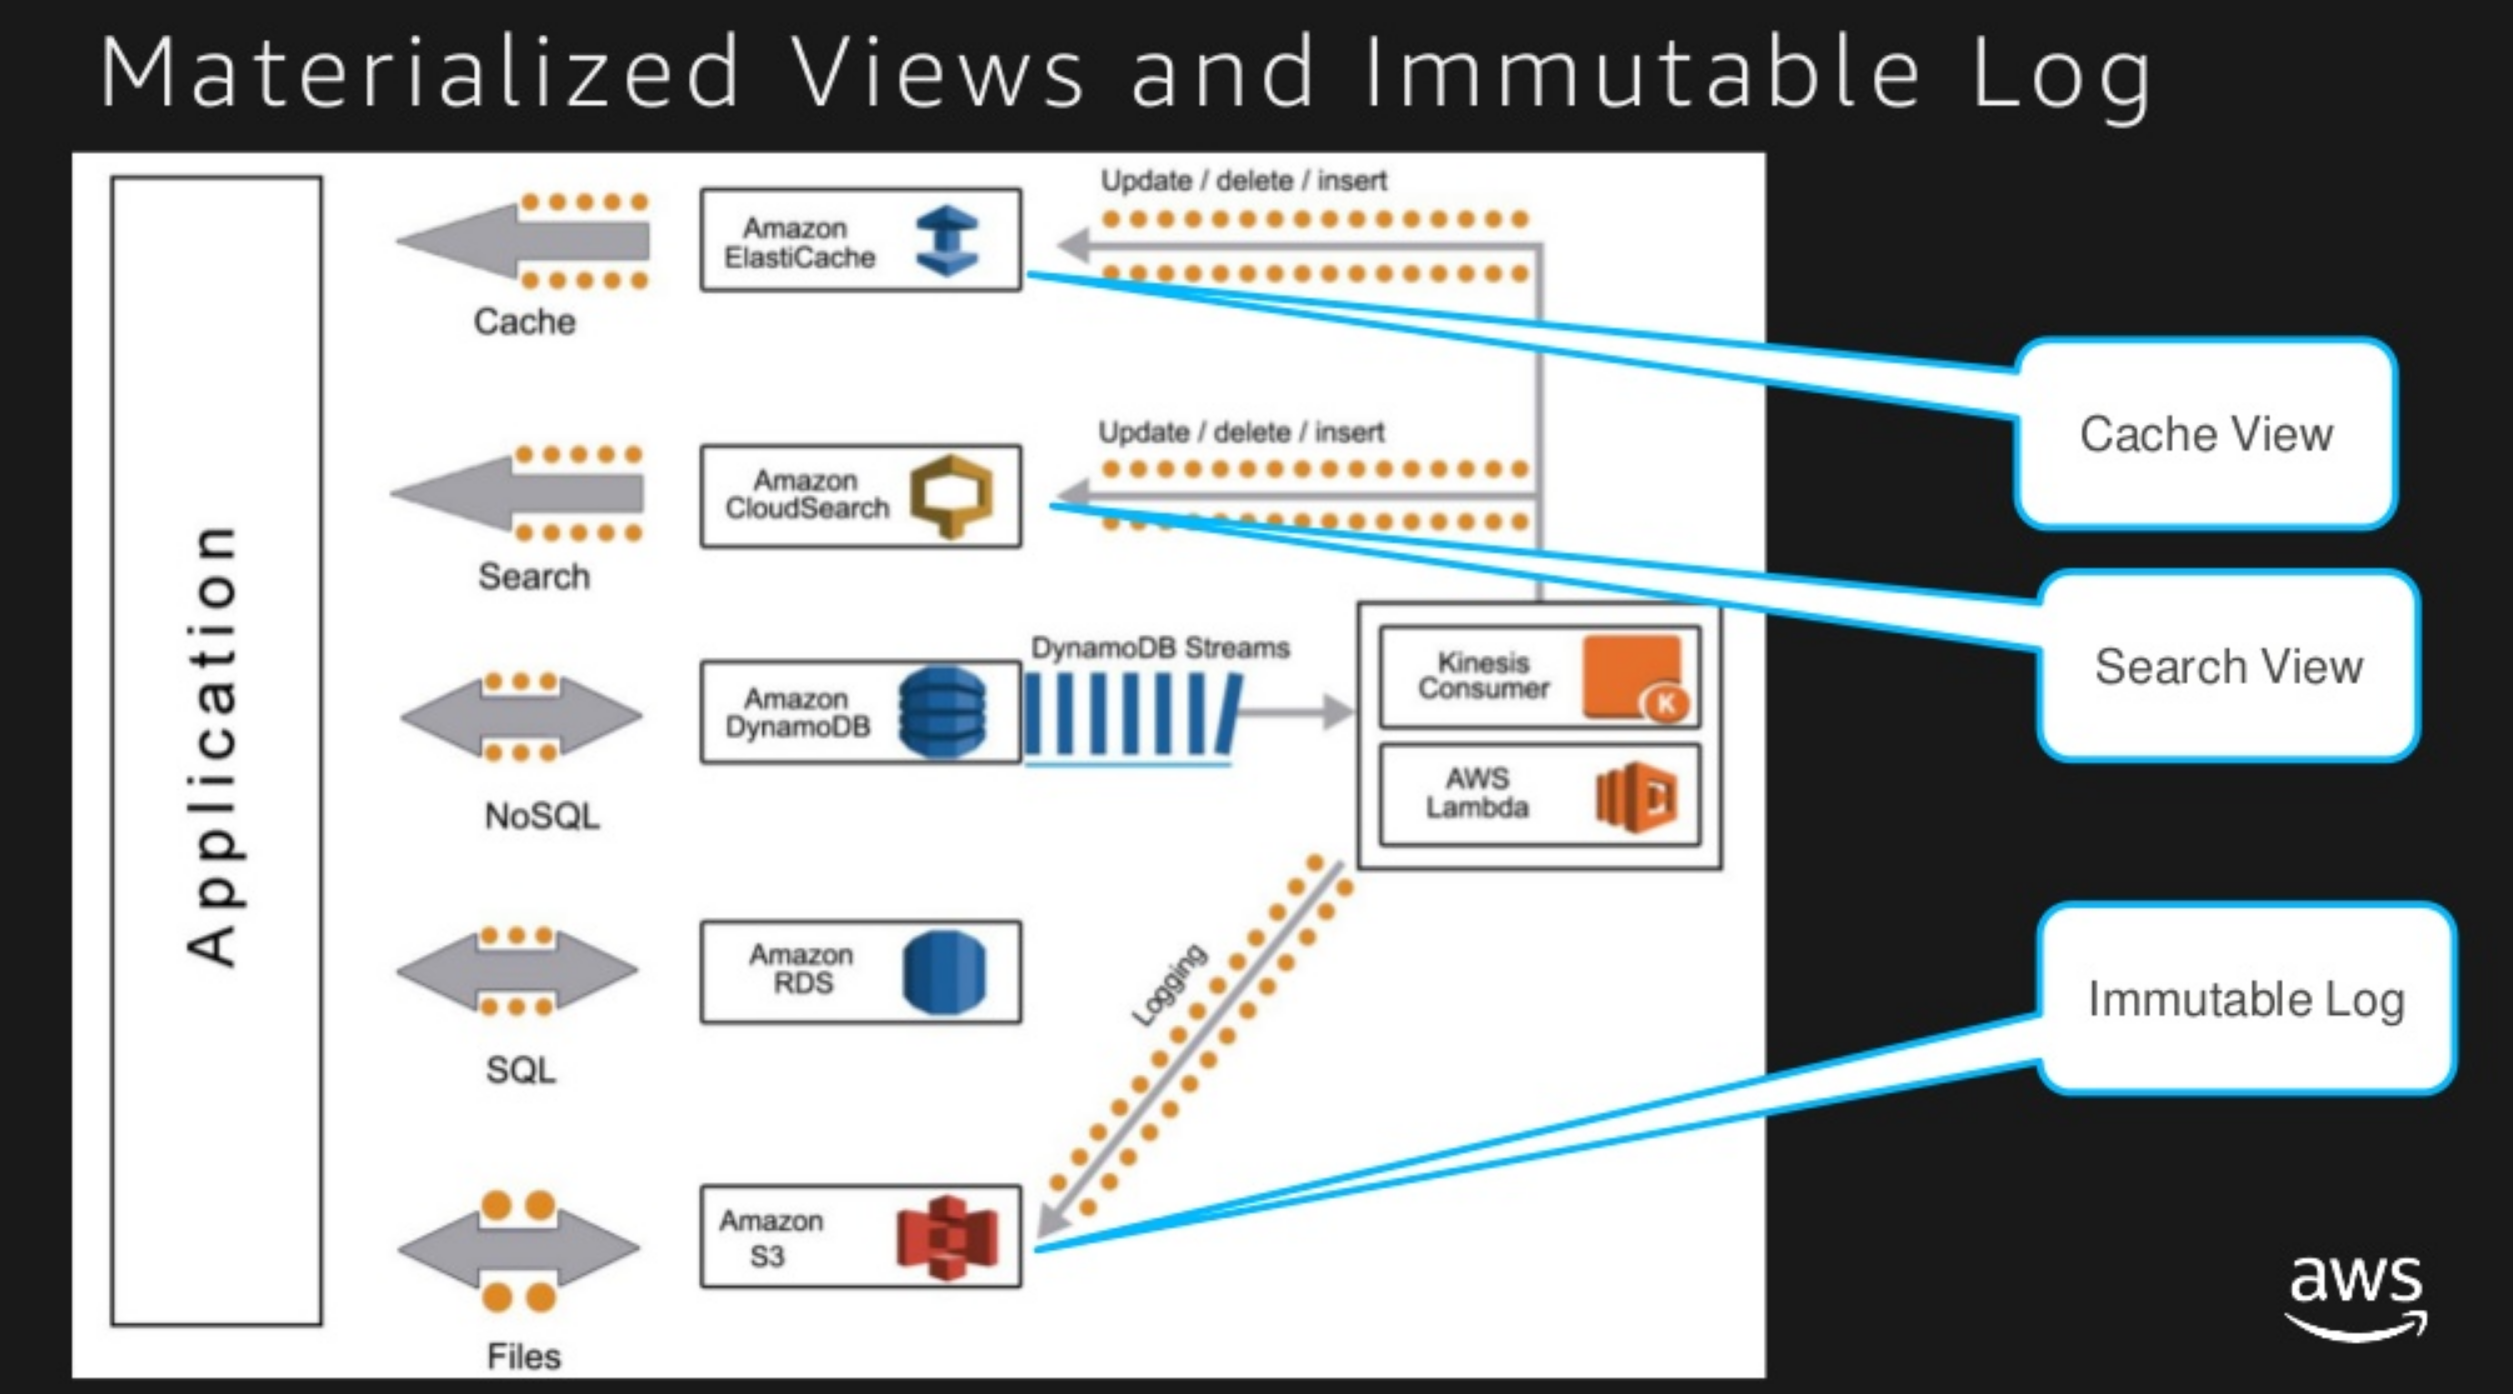 Materialized Views and Immutable Log
Application
Cache
Amazon
ElastiCache
Update / delete / insert
Cache View
Search
Amazon
CloudSearch
Update / delete / insert
Search View
NoSQL
Amazon
DynamoDB
DynamoDB Streams
Kinesis
Consumer
K
AWS
Lambda
SQL
Amazon
RDS
Logging
Immutable Log
Files
Amazon
S3
aws